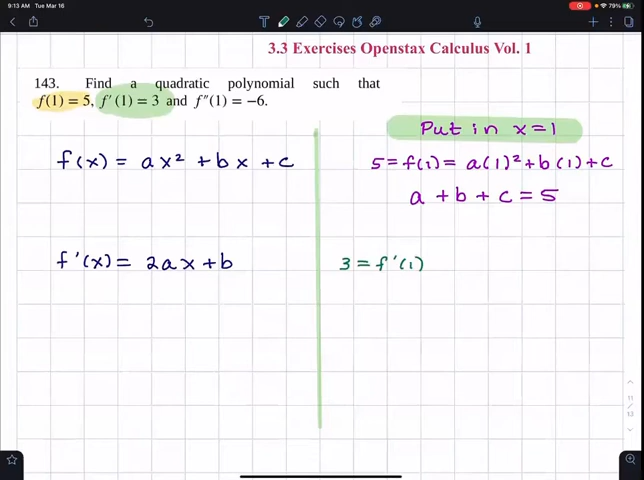 9:13 AM Tue Mar 16
79%
3.3 Exercises Openstax Calculus Vol. 1
143. Find a quadratic polynomial such that
f(1) = 5, f′(1) = 3 and f″(1) = −6.
Put in x=1
f(x) = ax² + bx + c
5 = f(1) = a(1)² + b(1) + c
a + b + c = 5
f'(x) = 2ax + b
3 = f'(1)
11
/
13